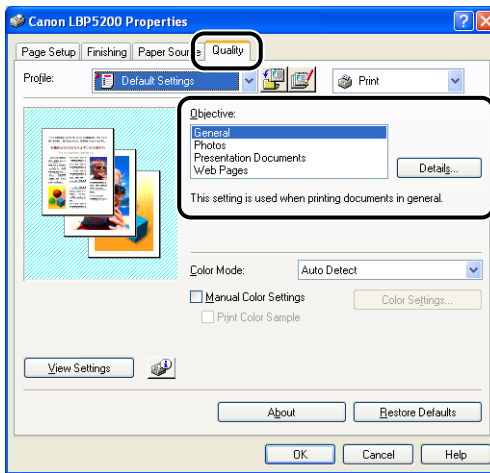 Canon LBP5200 Properties
Page Setup Finishing Paper Source Quality
Profile: Default Settings Print
Objective:
General
Photos
Presentation Documents
Web Pages
Details...
This setting is used when printing documents in general.
Color Mode: Auto Detect
Manual Color Settings Color Settings...
Print Color Sample
View Settings
About Restore Defaults
OK Cancel Help